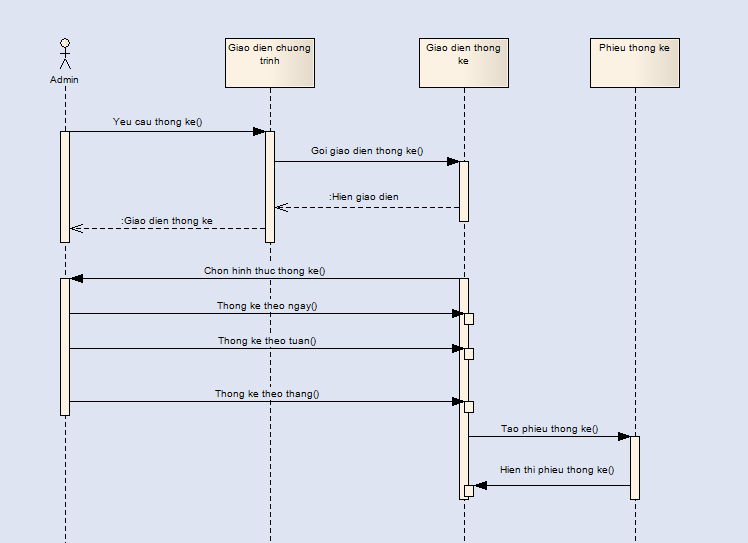 Admin
Giao dien chuong
trinh
Giao dien thong
ke
Phieu thong ke
Yeu cau thong ke()
Goi giao dien thong ke()
:Hien giao dien
:Giao dien thong ke
Chon hinh thuc thong ke()
Thong ke theo ngay()
Thong ke theo tuan()
Thong ke theo thang()
Tao phieu thong ke()
Hien thi phieu thong ke()